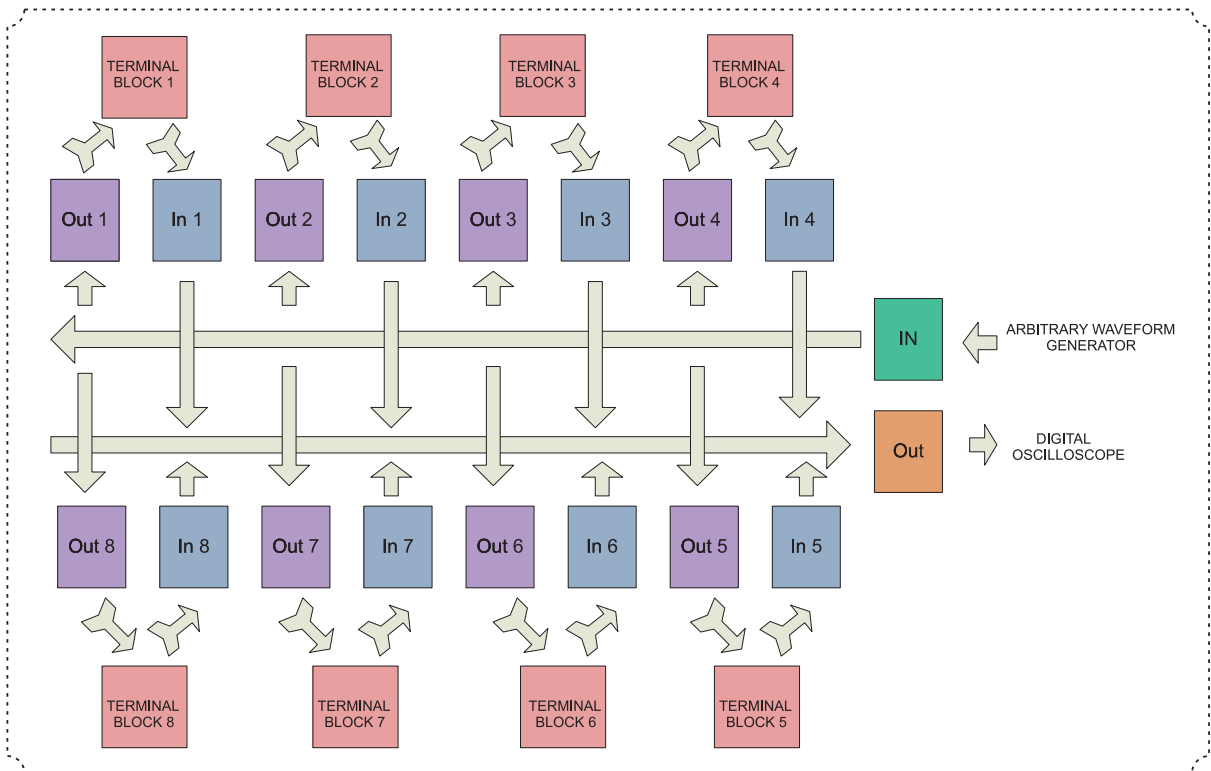 TERMINAL
BLOCK 1
TERMINAL
BLOCK 2
TERMINAL
BLOCK 3
TERMINAL
BLOCK 4
Out 1
In 1
Out 2
In 2
Out 3
In 3
Out 4
In 4
IN
ARBITRARY WAVEFORM
GENERATOR
Out
DIGITAL
OSCILLOSCOPE
Out 8
In 8
Out 7
In 7
Out 6
In 6
Out 5
In 5
TERMINAL
BLOCK 8
TERMINAL
BLOCK 7
TERMINAL
BLOCK 6
TERMINAL
BLOCK 5